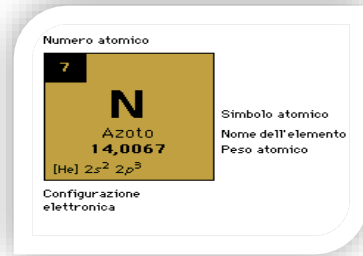 Numero atomico
7
N
Simbolo atomico
Azoto
Nome dell'elemento
14,0067
Peso atomico
[He] 2s² 2p³
Configurazione
elettronica